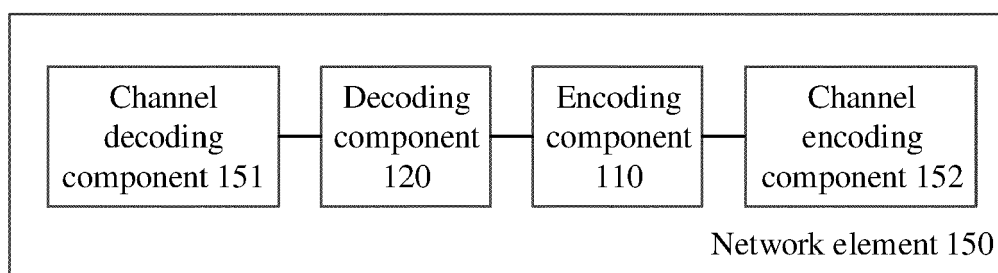 Channel
decoding
component 151
Decoding
component
120
Encoding
component
110
Channel
encoding
component 152
Network element 150